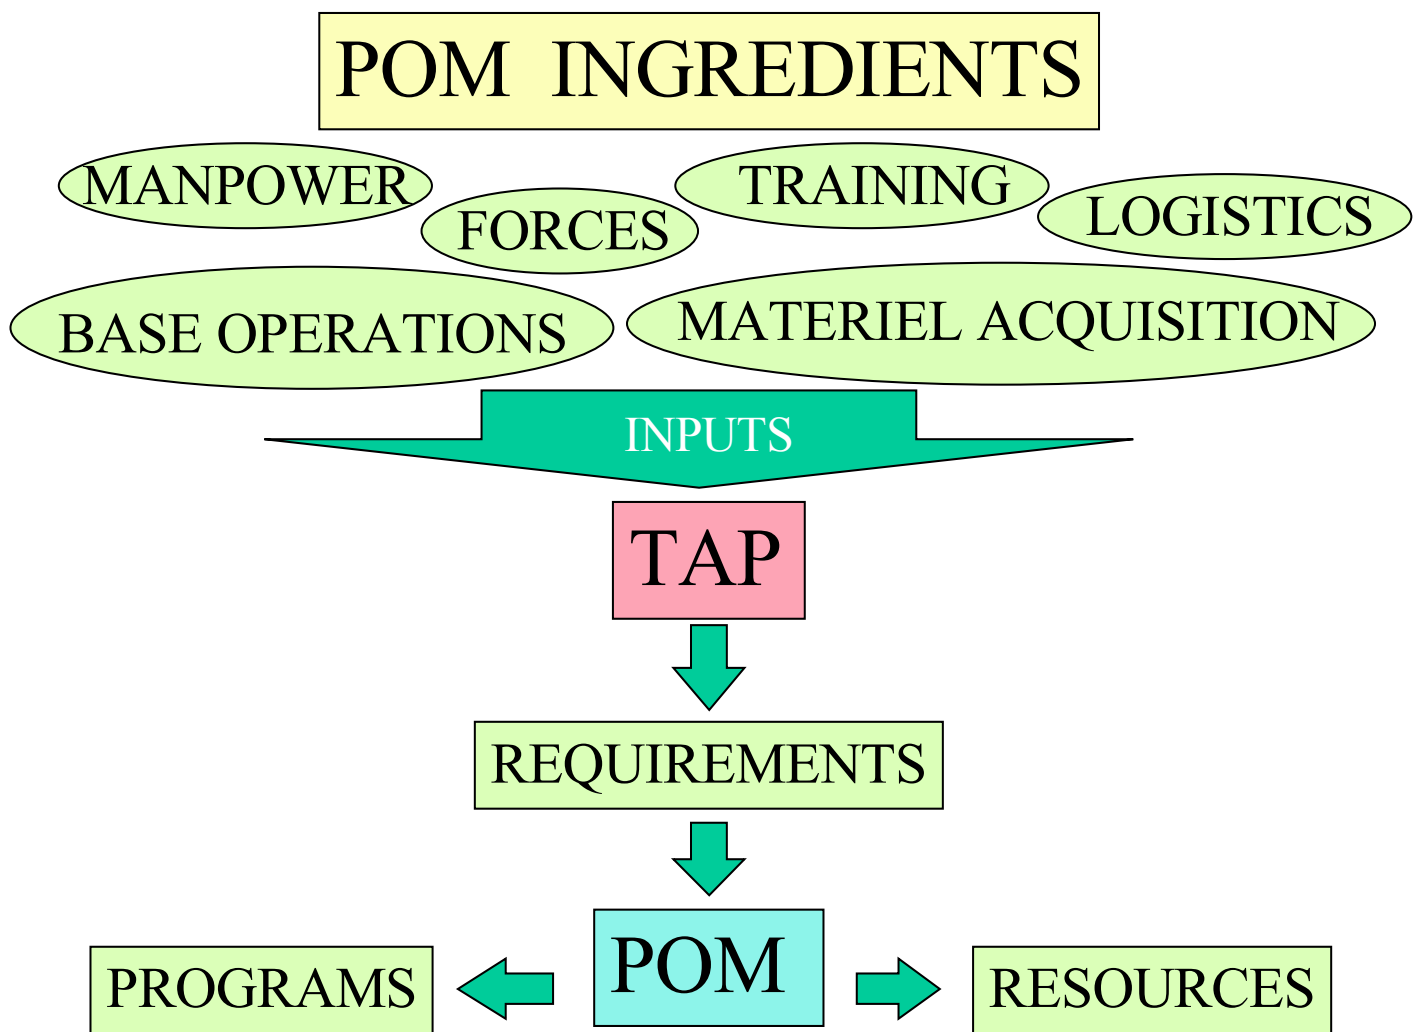 POM INGREDIENTS
MANPOWER
FORCES
TRAINING
LOGISTICS
BASE OPERATIONS
MATERIEL ACQUISITION
INPUTS
TAP
REQUIREMENTS
POM
PROGRAMS
RESOURCES